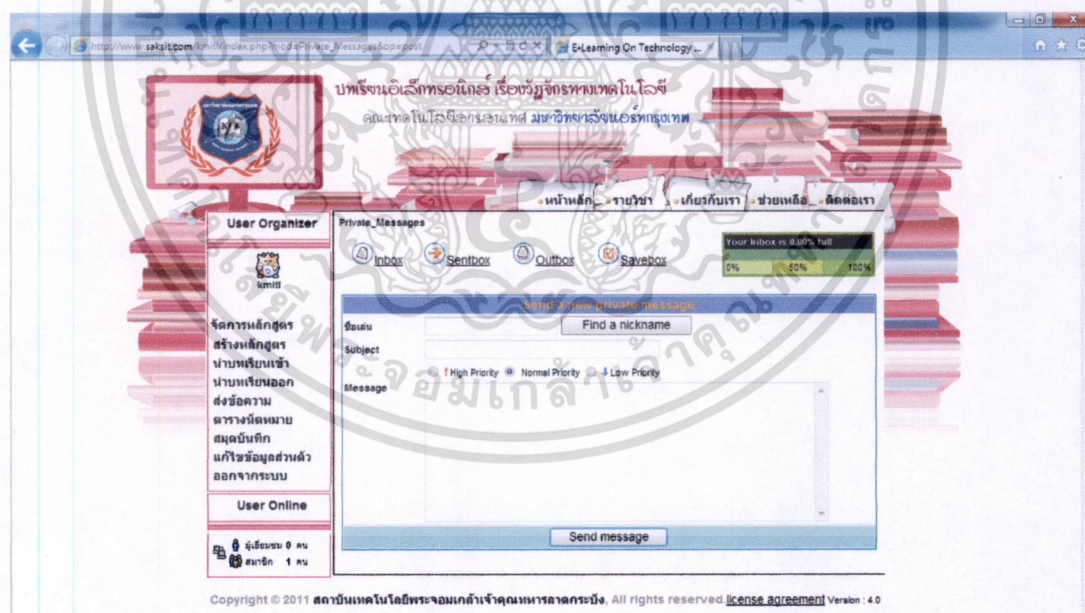 http://www.saksit.com/kmitl/index.php?mod=Private_Messages&op=post
E-Learning On Technology ...
บทเรียนอิเล็กทรอนิกส์ เรื่องวัฏจักรทางเทคโนโลยี
คณะเทคโนโลยีสารสนเทศ มหาวิทยาลัยนอร์ทกรุงเทพ
หน้าหลัก รายวิชา เกี่ยวกับเรา ช่วยเหลือ ติดต่อเรา
User Organizer
kmitl
จัดการหลักสูตร
สร้างหลักสูตร
นำบทเรียนเข้า
นำบทเรียนออก
ส่งข้อความ
ตารางนัดหมาย
สมุดบันทึก
แก้ไขข้อมูลส่วนตัว
ออกจากระบบ
User Online
ผู้เยี่ยมชม 0 คน
สมาชิก 1 คน
Private_Messages
Inbox Sentbox Outbox Savebox
Your Inbox is 0.00% full
0% 50% 100%
Send a new private message
ชื่อเล่น Find a nickname
Subject
High Priority Normal Priority Low Priority
Message
Send message
Copyright © 2011 สถาบันเทคโนโลยีพระจอมเกล้าเจ้าคุณทหารลาดกระบัง, All rights reserved.license agreement Version : 4.0